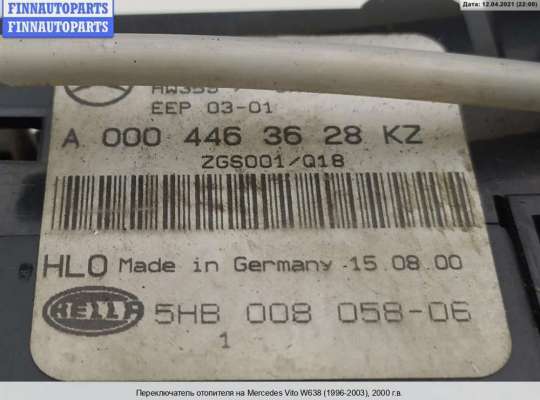 FINNAUTOPARTS
FINNAUTOPARTS
FINNAUTOPARTS
Дата: 12.04.2021 (22:08)
EEP 03-01
A 000 446 36 28 KZ
ZGS001/Q18
HLO Made in Germany 15.08.00
HELLA 5HB 008 058-06
1
Переключатель отопителя на Mercedes Vito W638 (1996-2003), 2000 г.в.